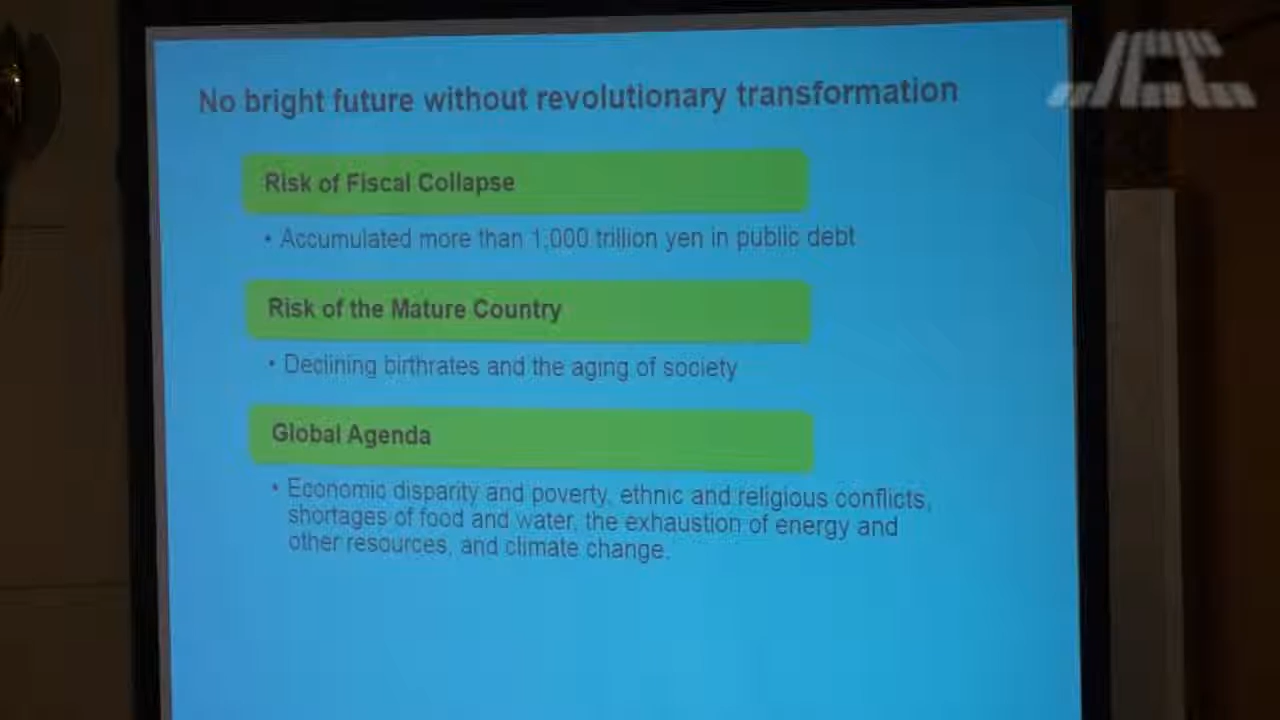 No bright future without revolutionary transformation
Risk of Fiscal Collapse
• Accumulated more than 1,000 trillion yen in public debt
Risk of the Mature Country
• Declining birthrates and the aging of society
Global Agenda
• Economic disparity and poverty, ethnic and religious conflicts,
shortages of food and water, the exhaustion of energy and
other resources, and climate change.